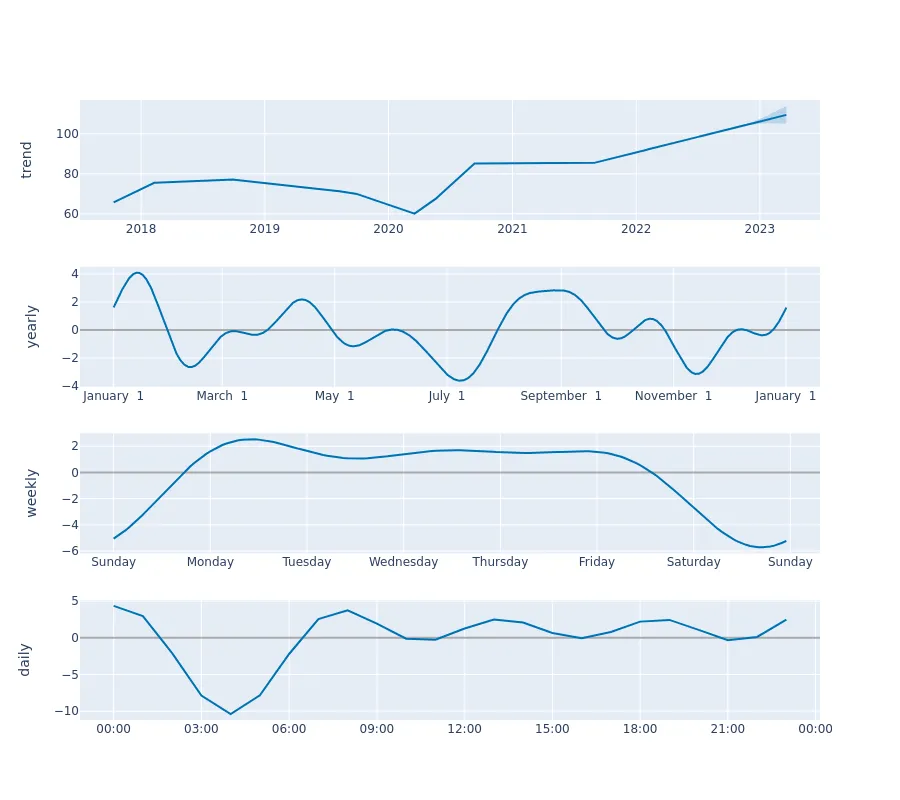 trend
100
80
60
2018 2019 2020 2021 2022 2023
yearly
4
2
0
−2
−4
January 1 March 1 May 1 July 1 September 1 November 1 January 1
weekly
2
0
−2
−4
−6
Sunday Monday Tuesday Wednesday Thursday Friday Saturday Sunday
daily
5
0
−5
−10
00:00 03:00 06:00 09:00 12:00 15:00 18:00 21:00 00:00